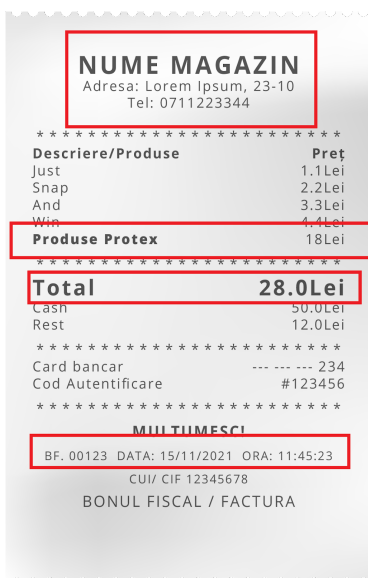 NUME MAGAZIN
Adresa: Lorem Ipsum, 23-10
Tel: 0711223344
* * * * * * * * * * * * * * * * * * * * * * * *
Descriere/Produse Preț
Just 1.1Lei
Snap 2.2Lei
And 3.3Lei
Win 4.4Lei
Produse Protex 18Lei
* * * * * * * * * * * * * * * * * * * * * * * *
Total 28.0Lei
Cash 50.0Lei
Rest 12.0Lei
* * * * * * * * * * * * * * * * * * * * * * * *
Card bancar --- --- --- 234
Cod Autentificare #123456
* * * * * * * * * * * * * * * * * * * * * * * *
MULTUMESC!
BF. 00123 DATA: 15/11/2021 ORA: 11:45:23
CUI/ CIF 12345678
BONUL FISCAL / FACTURA